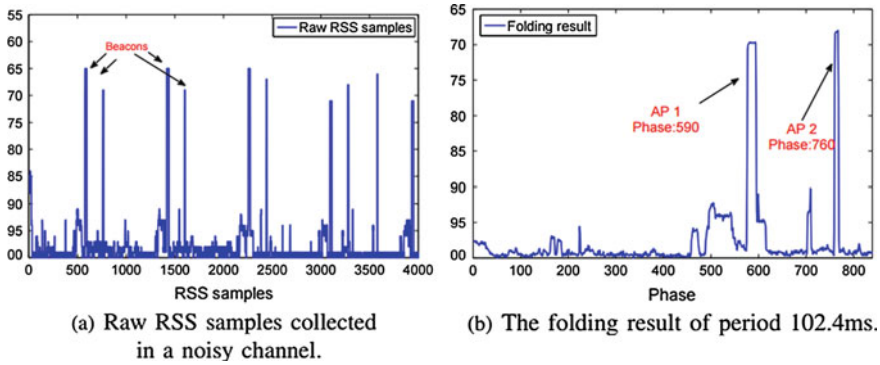 55
60
65
70
75
80
85
90
95
00
Raw RSS samples
Beacons
0 500 1000 1500 2000 2500 3000 3500 4000
RSS samples
(a) Raw RSS samples collected
in a noisy channel.
65
70
75
80
85
90
95
00
Folding result
AP 1
Phase:590
AP 2
Phase:760
0 100 200 300 400 500 600 700 800
Phase
(b) The folding result of period 102.4ms.